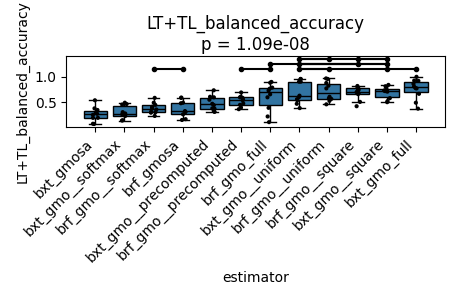 LT+TL_balanced_accuracy
p = 1.09e-08
LT+TL_balanced_accuracy
1.0
0.5
bxt_gmosa
bxt_gmo__softmax
brf_gmo__softmax
brf_gmosa
bxt_gmo__precomputed
brf_gmo__precomputed
brf_gmo_full
bxt_gmo__uniform
brf_gmo__uniform
brf_gmo__square
bxt_gmo__square
bxt_gmo_full
estimator